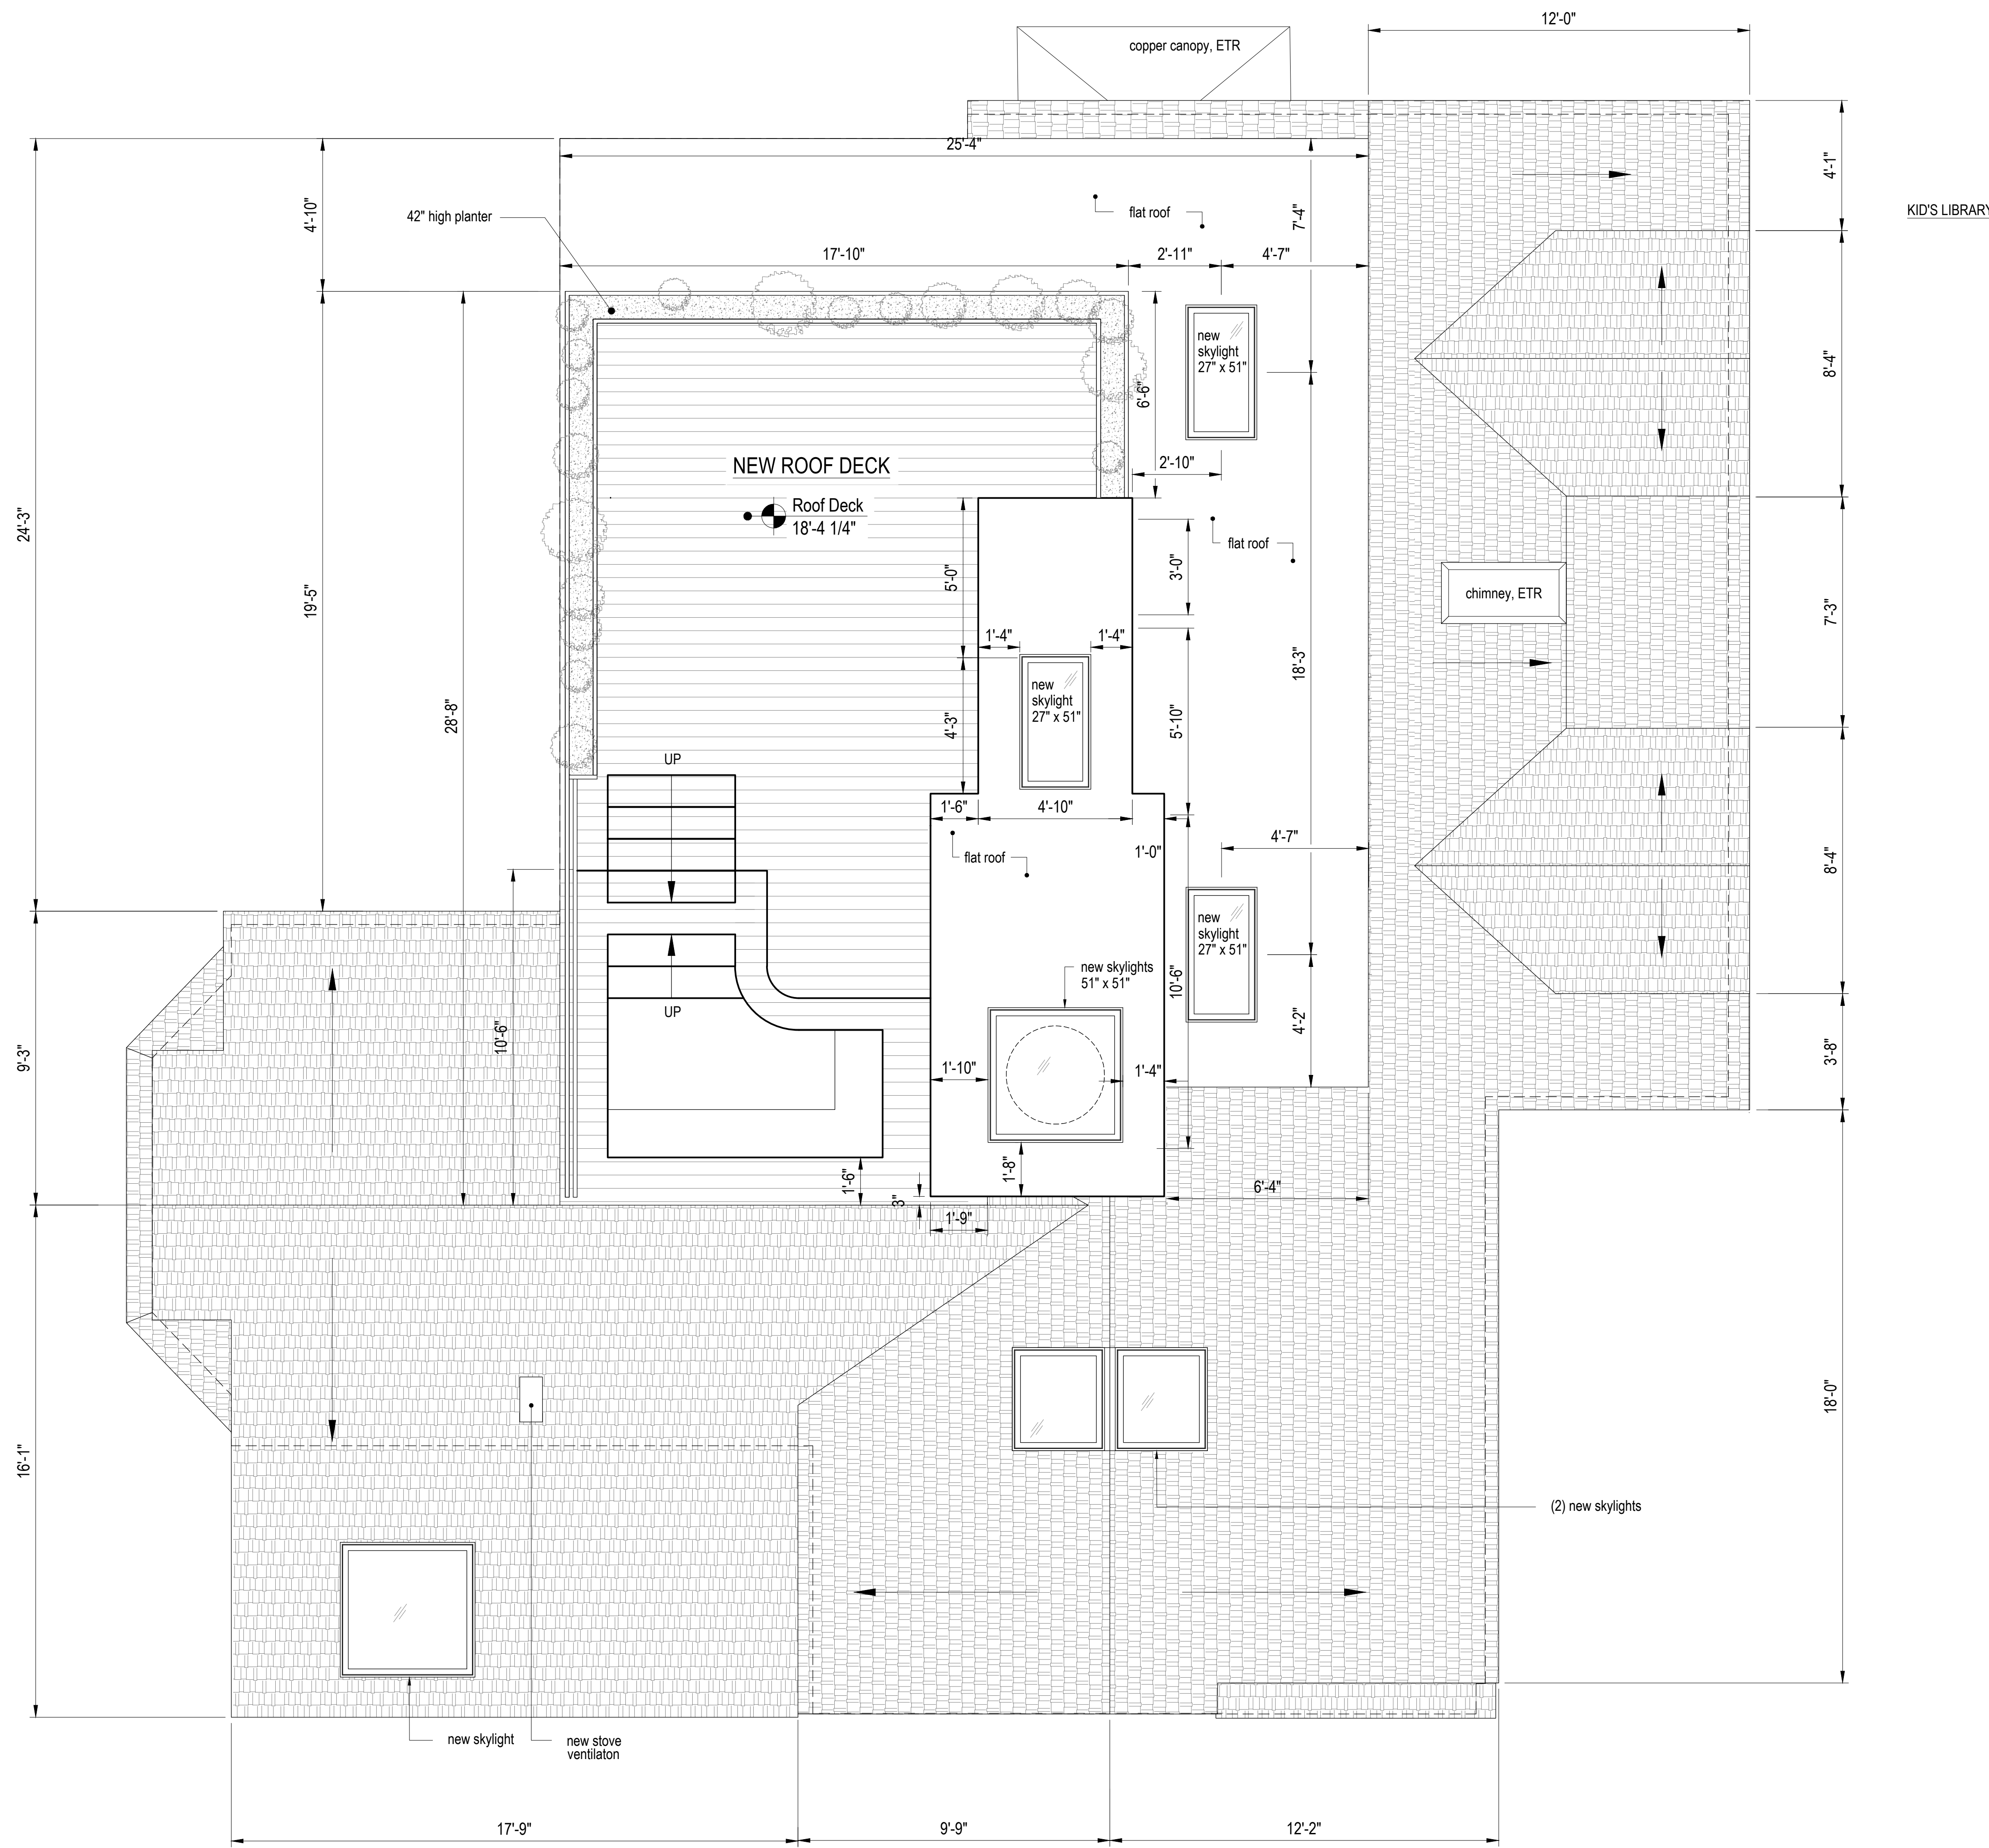 12'-0"
copper canopy, ETR
25'-4"
4'-10"
7'-4"
4'-1"
42" high planter
flat roof
KID'S LIBRARY
17'-10"
2'-11"
4'-7"
new
skylight
27" x 51"
8'-4"
6'-6"
NEW ROOF DECK
2'-10"
Roof Deck
18'-4 1/4"
24'-3"
flat roof
3'-0"
5'-0"
19'-5"
chimney, ETR
7'-3"
1'-4"
1'-4"
18'-3"
new
skylight
27" x 51"
28'-8"
4'-3"
5'-10"
UP
1'-6"
4'-10"
4'-7"
1'-0"
flat roof
8'-4"
new
skylight
27" x 51"
new skylights
51" x 51"
10'-6"
UP
4'-2"
10'-6"
9'-3"
3'-8"
1'-10"
1'-4"
1'-8"
1'-6"
3"
6'-4"
1'-9"
18'-0"
16'-1"
(2) new skylights
new skylight
new stove
ventilaton
17'-9"
9'-9"
12'-2"